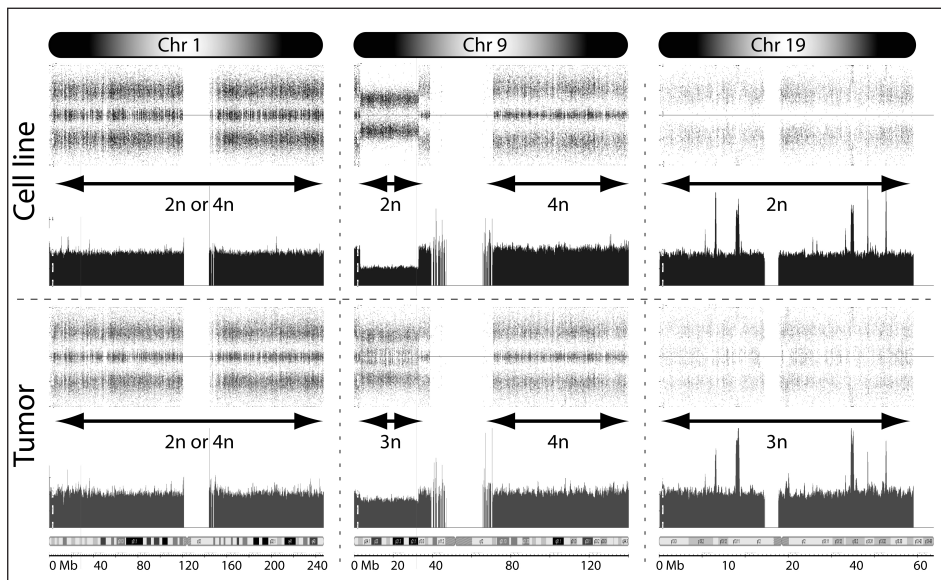 Chr 1
Chr 9
Chr 19
Cell line
2n or 4n
2n
4n
2n
Tumor
2n or 4n
3n
4n
3n
0 Mb 40 80 120 160 200 240
0 Mb 20 40 80 120
0 Mb 10 20 40 60